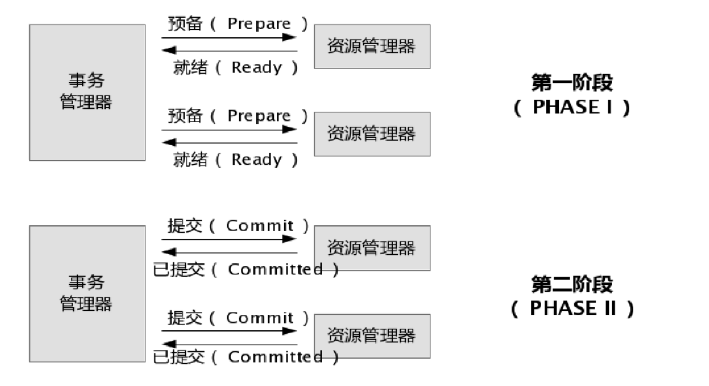 预备（ Prepare ）
资源管理器
就绪（ Ready ）
事务
管理器
第一阶段
（ PHASE I ）
预备（ Prepare ）
资源管理器
就绪（ Ready ）
提交（ Commit ）
资源管理器
已提交（ Committed ）
事务
管理器
第二阶段
（ PHASE II ）
提交（ Commit ）
资源管理器
已提交（ Committed ）